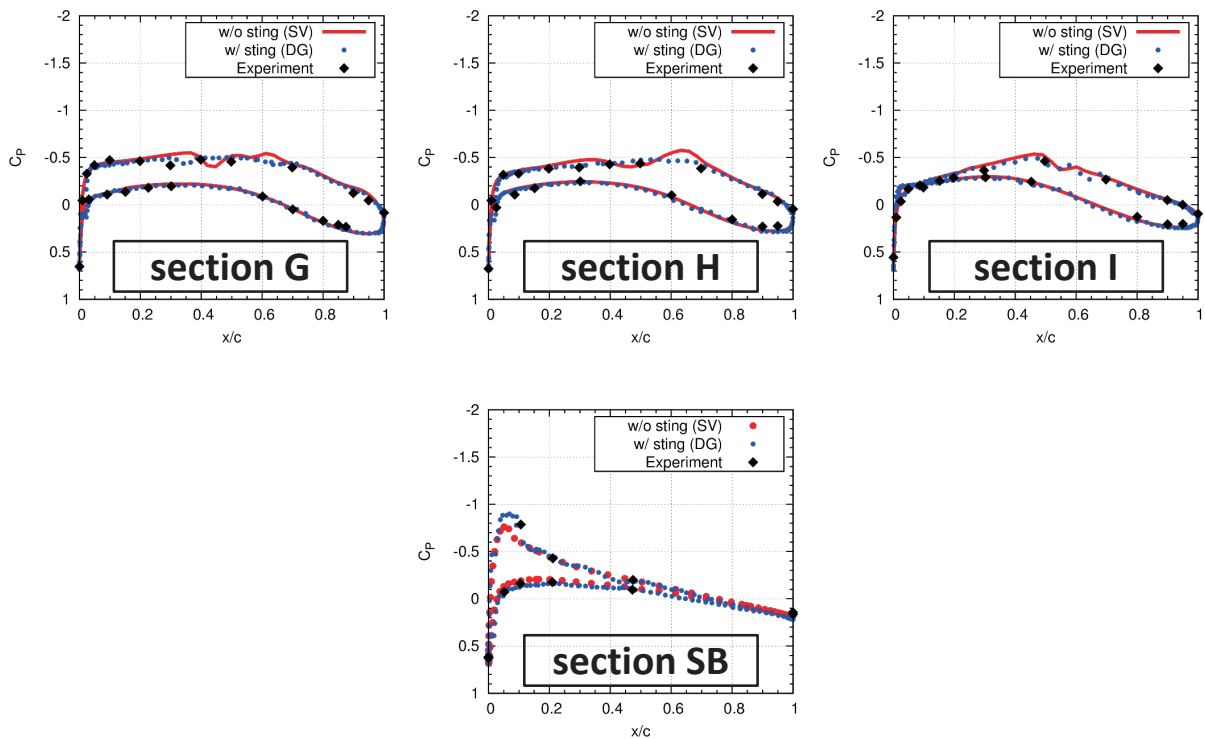 -2
-1.5
-1
-0.5
0
0.5
1
CP
w/o sting (SV)
w/ sting (DG)
Experiment
section G
0 0.2 0.4 0.6 0.8 1
x/c
-2
-1.5
-1
-0.5
0
0.5
1
CP
w/o sting (SV)
w/ sting (DG)
Experiment
section H
0 0.2 0.4 0.6 0.8 1
x/c
-2
-1.5
-1
-0.5
0
0.5
1
CP
w/o sting (SV)
w/ sting (DG)
Experiment
section I
0 0.2 0.4 0.6 0.8 1
x/c
-2
-1.5
-1
-0.5
0
0.5
1
CP
w/o sting (SV)
w/ sting (DG)
Experiment
section SB
0 0.2 0.4 0.6 0.8 1
x/c